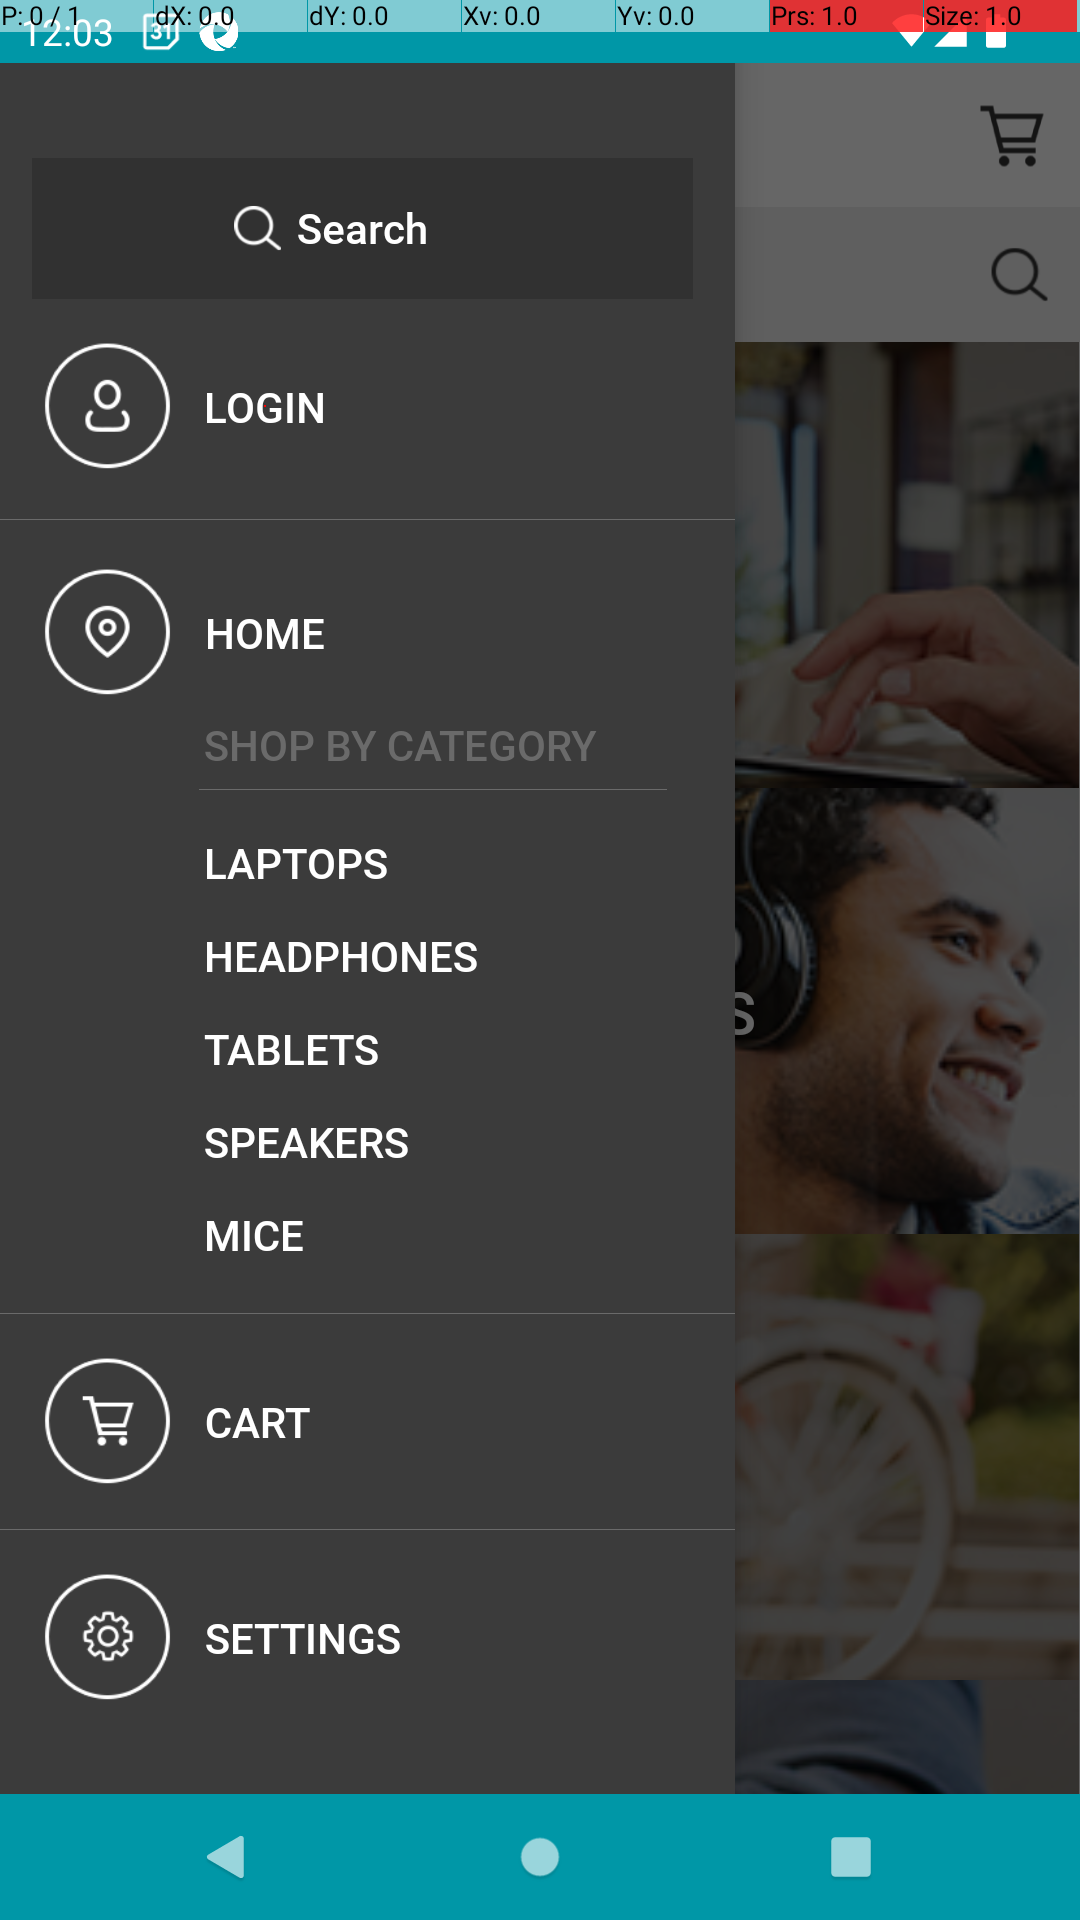 P: 0 / 1 dX: 0.0 dY: 0.0 Xv: 0.0 Yv: 0.0 Prs: 1.0 Size: 1.0
12:03 31
Search
LOGIN
HOME
SHOP BY CATEGORY
LAPTOPS
HEADPHONES
S
TABLETS
SPEAKERS
MICE
CART
SETTINGS